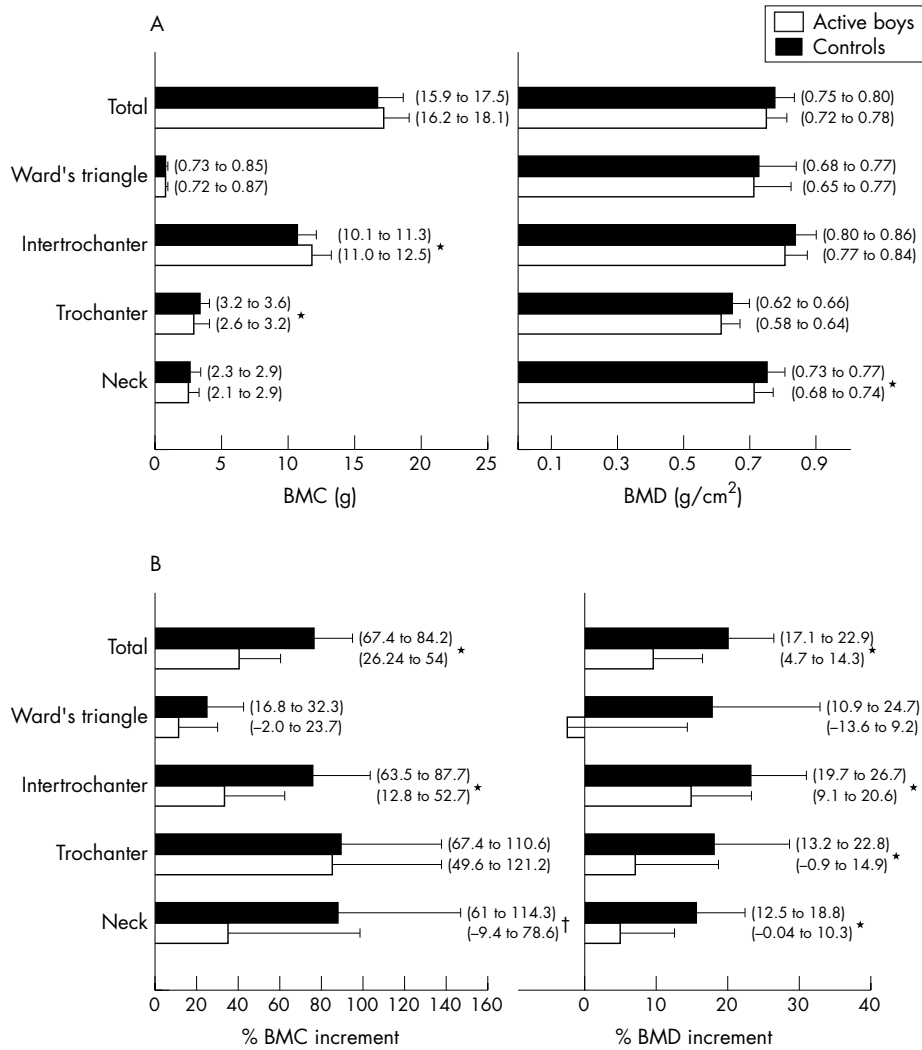 A
Active boys
Controls
Total
(15.9 to 17.5)
(16.2 to 18.1)
(0.75 to 0.80)
(0.72 to 0.78)
Ward's triangle
(0.73 to 0.85)
(0.72 to 0.87)
(0.68 to 0.77)
(0.65 to 0.77)
Intertrochanter
(10.1 to 11.3)
(11.0 to 12.5) ★
(0.80 to 0.86)
(0.77 to 0.84)
Trochanter
(3.2 to 3.6)
(2.6 to 3.2) ★
(0.62 to 0.66)
(0.58 to 0.64)
Neck
(2.3 to 2.9)
(2.1 to 2.9)
(0.73 to 0.77)
(0.68 to 0.74) ★
0 5 10 15 20 25
BMC (g)
0.1 0.3 0.5 0.7 0.9
BMD (g/cm²)
B
Total
(67.4 to 84.2)
(26.24 to 54) ★
(17.1 to 22.9)
(4.7 to 14.3) ★
Ward's triangle
(16.8 to 32.3)
(–2.0 to 23.7)
(10.9 to 24.7)
(–13.6 to 9.2)
Intertrochanter
(63.5 to 87.7)
(12.8 to 52.7) ★
(19.7 to 26.7)
(9.1 to 20.6) ★
Trochanter
(67.4 to 110.6)
(49.6 to 121.2)
(13.2 to 22.8)
(–0.9 to 14.9) ★
Neck
(61 to 114.3)
(–9.4 to 78.6) †
(12.5 to 18.8)
(–0.04 to 10.3) ★
0 20 40 60 80 100 120 140 160
% BMC increment
0 10 20 30 40
% BMD increment